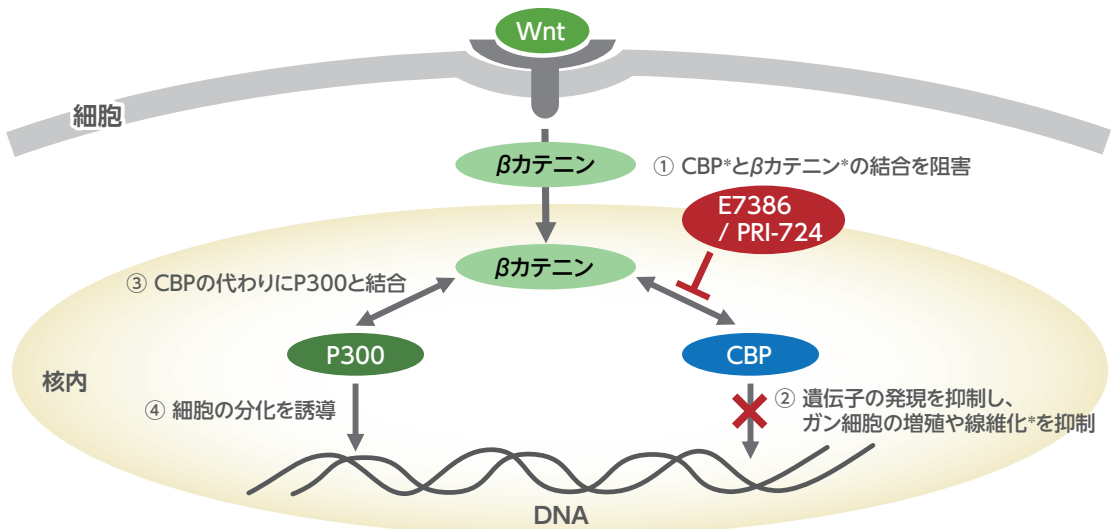 Wnt
細胞
βカテニン
① CBP*とβカテニン*の結合を阻害
E7386
/ PRI-724
βカテニン
③ CBPの代わりにP300と結合
P300
CBP
核内
④ 細胞の分化を誘導
② 遺伝子の発現を抑制し、
ガン細胞の増殖や線維化*を抑制
DNA